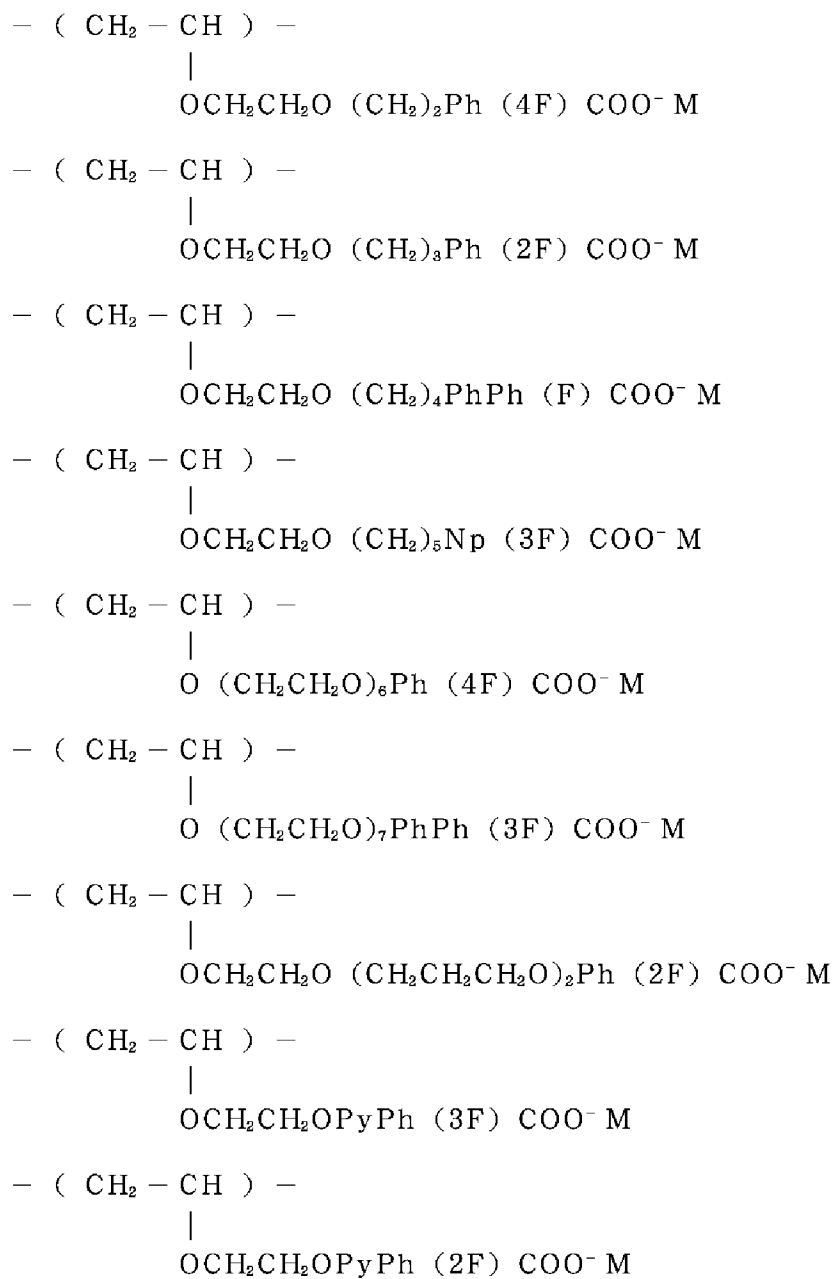 − ( CH₂ − CH ) −
|
OCH₂CH₂O (CH₂)₂Ph (4F) COO⁻ M
− ( CH₂ − CH ) −
|
OCH₂CH₂O (CH₂)₃Ph (2F) COO⁻ M
− ( CH₂ − CH ) −
|
OCH₂CH₂O (CH₂)₄PhPh (F) COO⁻ M
− ( CH₂ − CH ) −
|
OCH₂CH₂O (CH₂)₅Np (3F) COO⁻ M
− ( CH₂ − CH ) −
|
O (CH₂CH₂O)₆Ph (4F) COO⁻ M
− ( CH₂ − CH ) −
|
O (CH₂CH₂O)₇PhPh (3F) COO⁻ M
− ( CH₂ − CH ) −
|
OCH₂CH₂O (CH₂CH₂CH₂O)₂Ph (2F) COO⁻ M
− ( CH₂ − CH ) −
|
OCH₂CH₂OPyPh (3F) COO⁻ M
− ( CH₂ − CH ) −
|
OCH₂CH₂OPyPh (2F) COO⁻ M